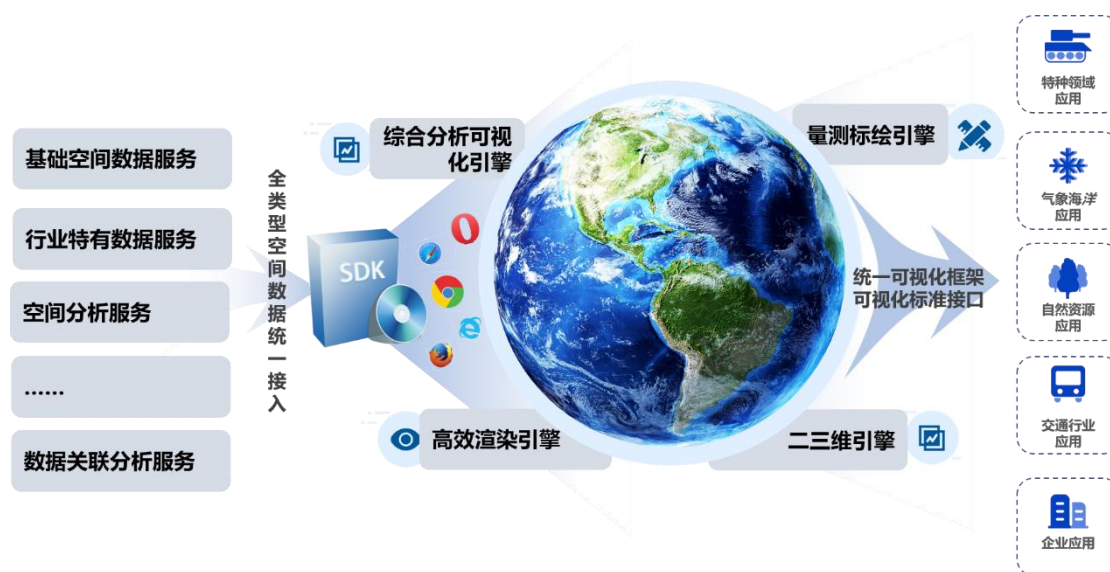 基础空间数据服务
行业特有数据服务
空间分析服务
......
数据关联分析服务
全类型空间数据统一接入
SDK
综合分析可视
化引擎
高效渲染引擎
量测标绘引擎
二三维引擎
统一可视化框架
可视化标准接口
特种领域
应用
气象海洋
应用
自然资源
应用
交通行业
应用
企业应用